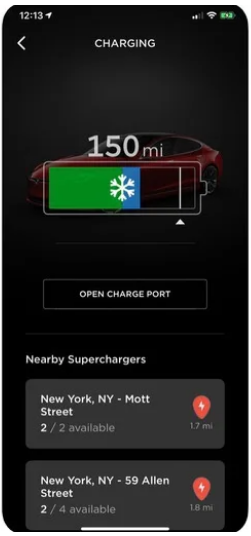 12:13
CHARGING
150 mi
OPEN CHARGE PORT
Nearby Superchargers
New York, NY - Mott
Street
2 / 2 available
1.7 mi
New York, NY - 59 Allen
Street
2 / 4 available
1.8 mi